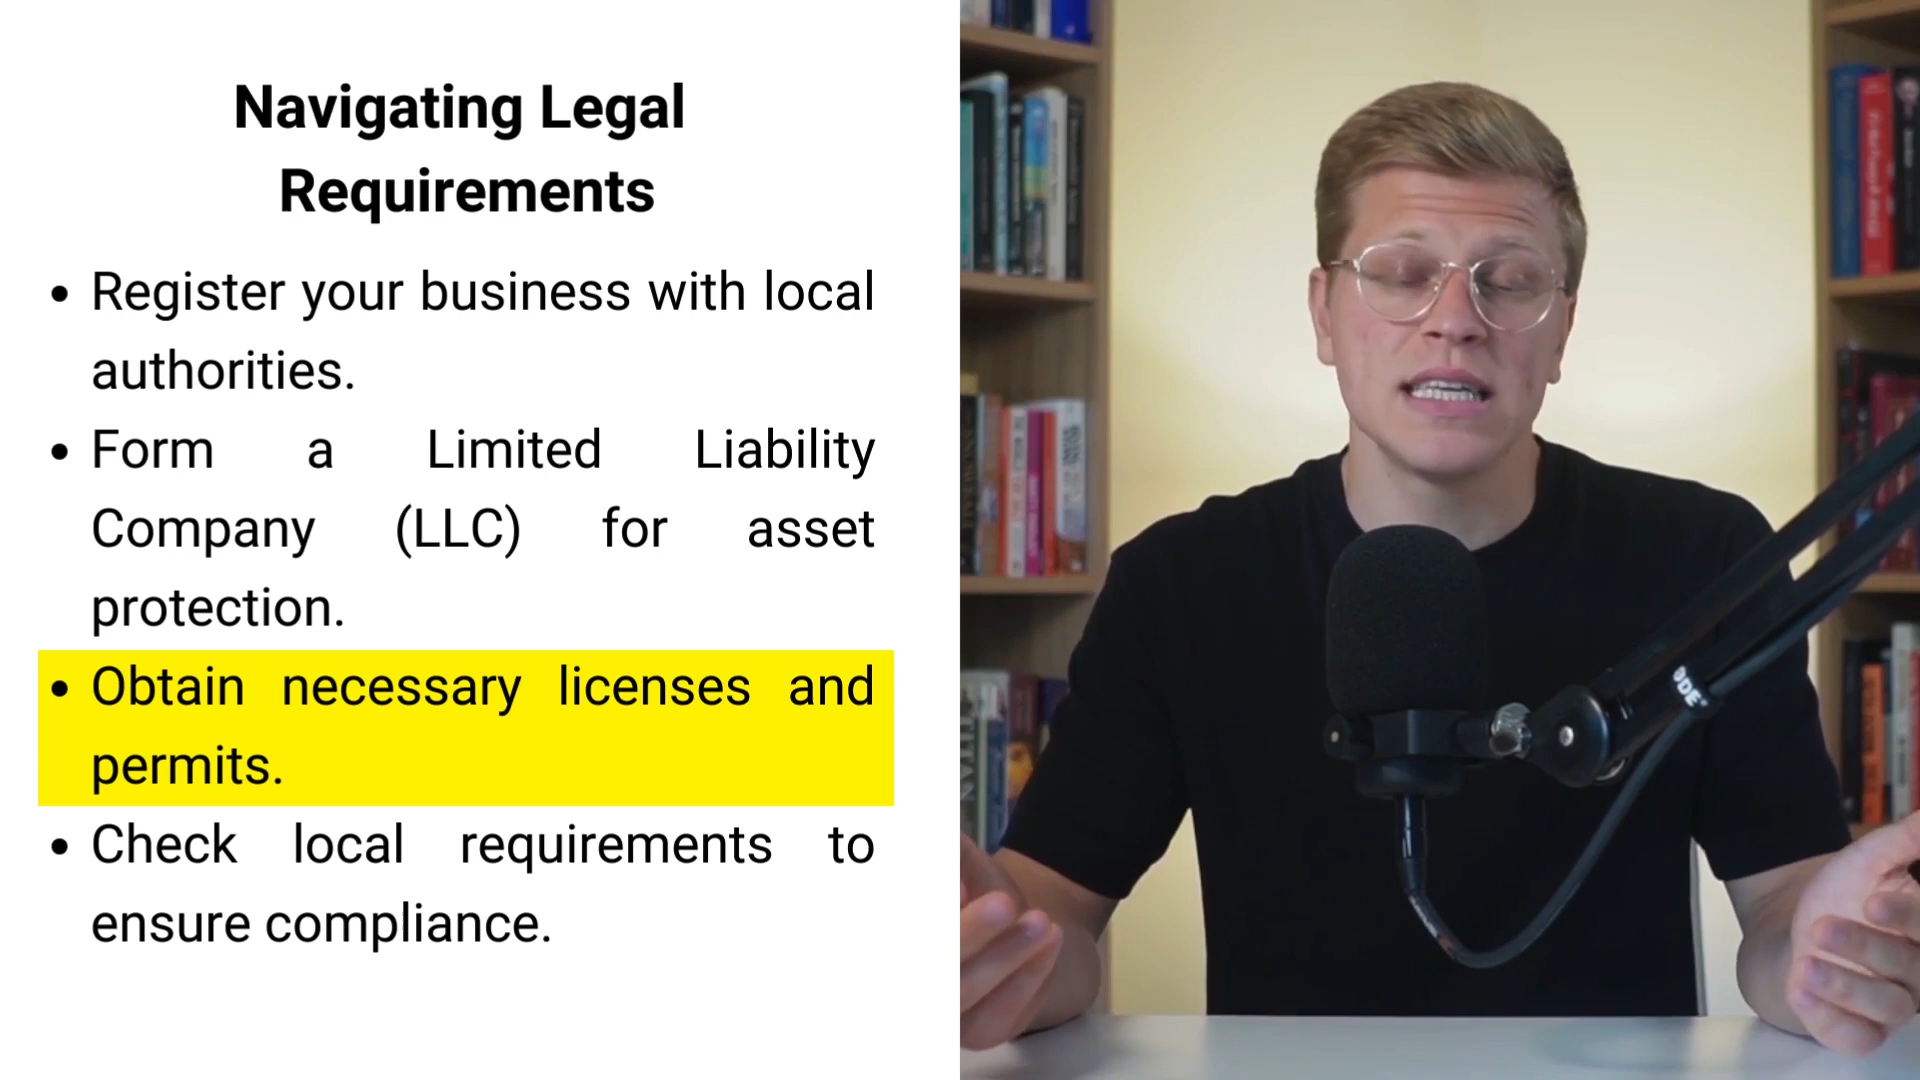 Navigating Legal
Requirements
• Register your business with local
authorities.
• Form a Limited Liability
Company (LLC) for asset
protection.
• Obtain necessary licenses and
permits.
• Check local requirements to
ensure compliance.